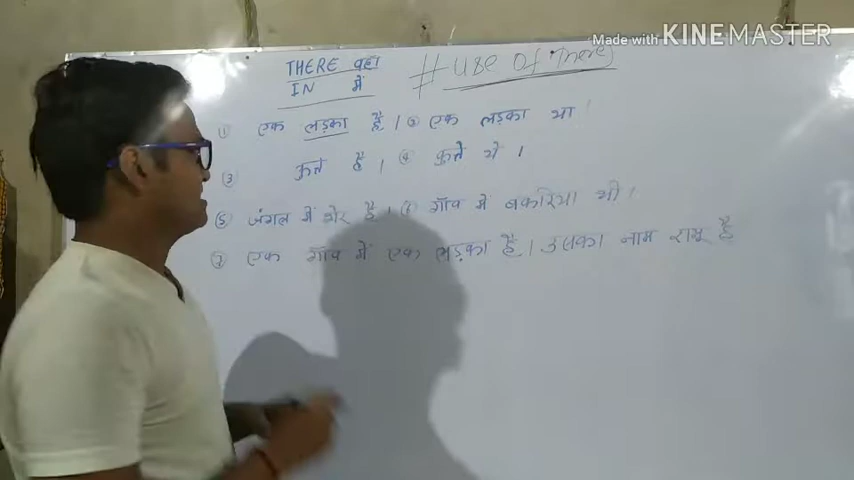 Made with KINEMASTER
THERE वहा # USE OF There
IN में
① एक लड़का है। ② एक लड़का था।
③ कुत्ते है। ④ कुत्ते थे।
⑤ जंगल में शेर है। ⑥ गाँव में बकरिया थी।
⑦ एक गाँव में एक लड़का है। उसका नाम रामू है